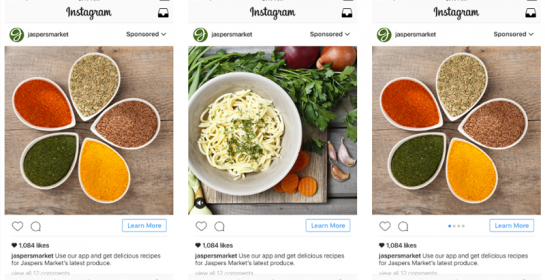 Instagram
jaspersmarket Sponsored
Learn More
1,084 likes
jaspersmarket Use our app and get delicious recipes
for Jaspers Market's latest produce.
view all 12 comments
Instagram
jaspersmarket Sponsored
Learn More
1,084 likes
jaspersmarket Use our app and get delicious recipes
for Jaspers Market's latest produce.
view all 12 comments
Instagram
jaspersmarket Sponsored
Learn More
1,084 likes
jaspersmarket Use our app and get delicious recipes
for Jaspers Market's latest produce.
view all 12 comments